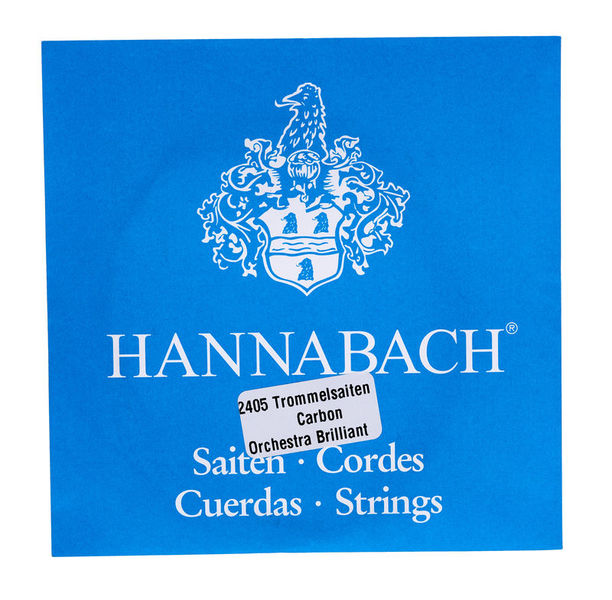 HANNABACH®
2405 Trommelsaiten
Carbon
Orchestra Brilliant
Saiten · Cordes
Cuerdas · Strings